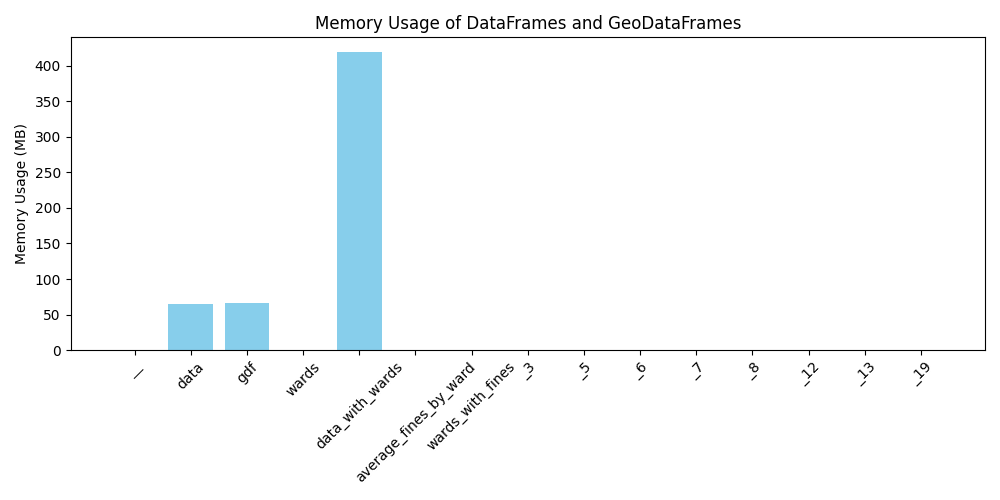 Memory Usage of DataFrames and GeoDataFrames
Memory Usage (MB)
400
350
300
250
200
150
100
50
0
__
data
gdf
wards
data_with_wards
average_fines_by_ward
wards_with_fines
_3
_5
_6
_7
_8
_12
_13
_19